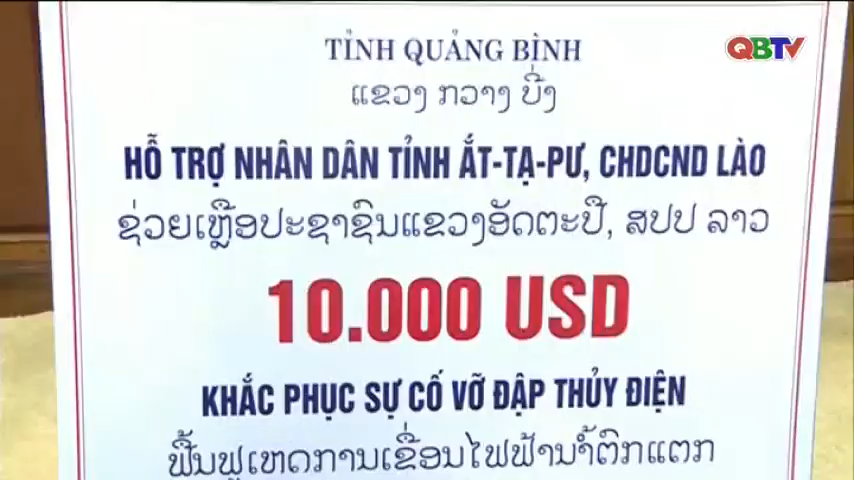 TỈNH QUẢNG BÌNH
QBTV
ແຂວງ ກວາງ ບິ່ງ
HỖ TRỢ NHÂN DÂN TỈNH ẮT-TẠ-PƯ, CHDCND LÀO
ຊ່ວຍເຫຼືອປະຊາຊົນແຂວງອັດຕະປື, ສປປ ລາວ
10.000 USD
KHẮC PHỤC SỰ CỐ VỠ ĐẬP THỦY ĐIỆN
ຟື້ນຟູເຫດການເຂື່ອນໄຟຟ້ານ້ຳຕົກແຕກ